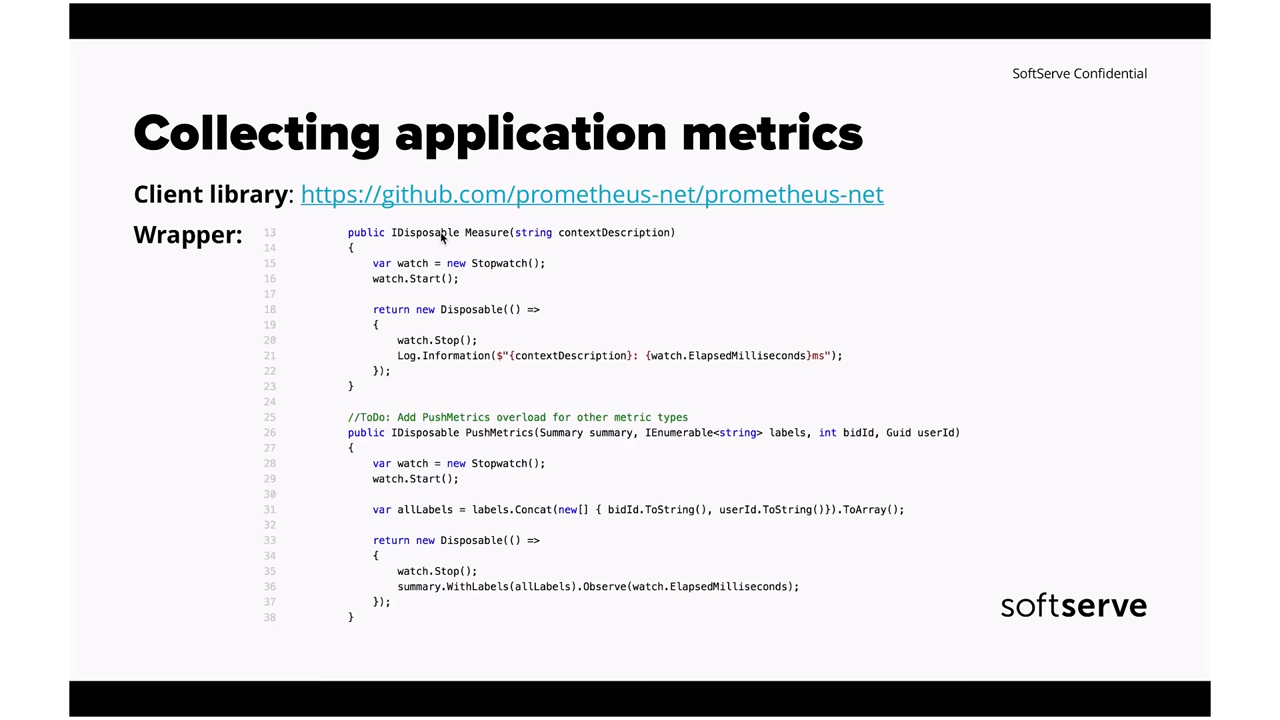 SoftServe Confidential
Collecting application metrics
Client library: https://github.com/prometheus-net/prometheus-net
Wrapper:
13 public IDisposable Measure(string contextDescription)
14 {
15 var watch = new Stopwatch();
16 watch.Start();
17
18 return new Disposable(() =>
19 {
20 watch.Stop();
21 Log.Information($"{contextDescription}: {watch.ElapsedMilliseconds}ms");
22 });
23 }
24
25 //ToDo: Add PushMetrics overload for other metric types
26 public IDisposable PushMetrics(Summary summary, IEnumerable<string> labels, int bidId, Guid userId)
27 {
28 var watch = new Stopwatch();
29 watch.Start();
30
31 var allLabels = labels.Concat(new[] { bidId.ToString(), userId.ToString()}).ToArray();
32
33 return new Disposable(() =>
34 {
35 watch.Stop();
36 summary.WithLabels(allLabels).Observe(watch.ElapsedMilliseconds);
37 });
38 }
softserve